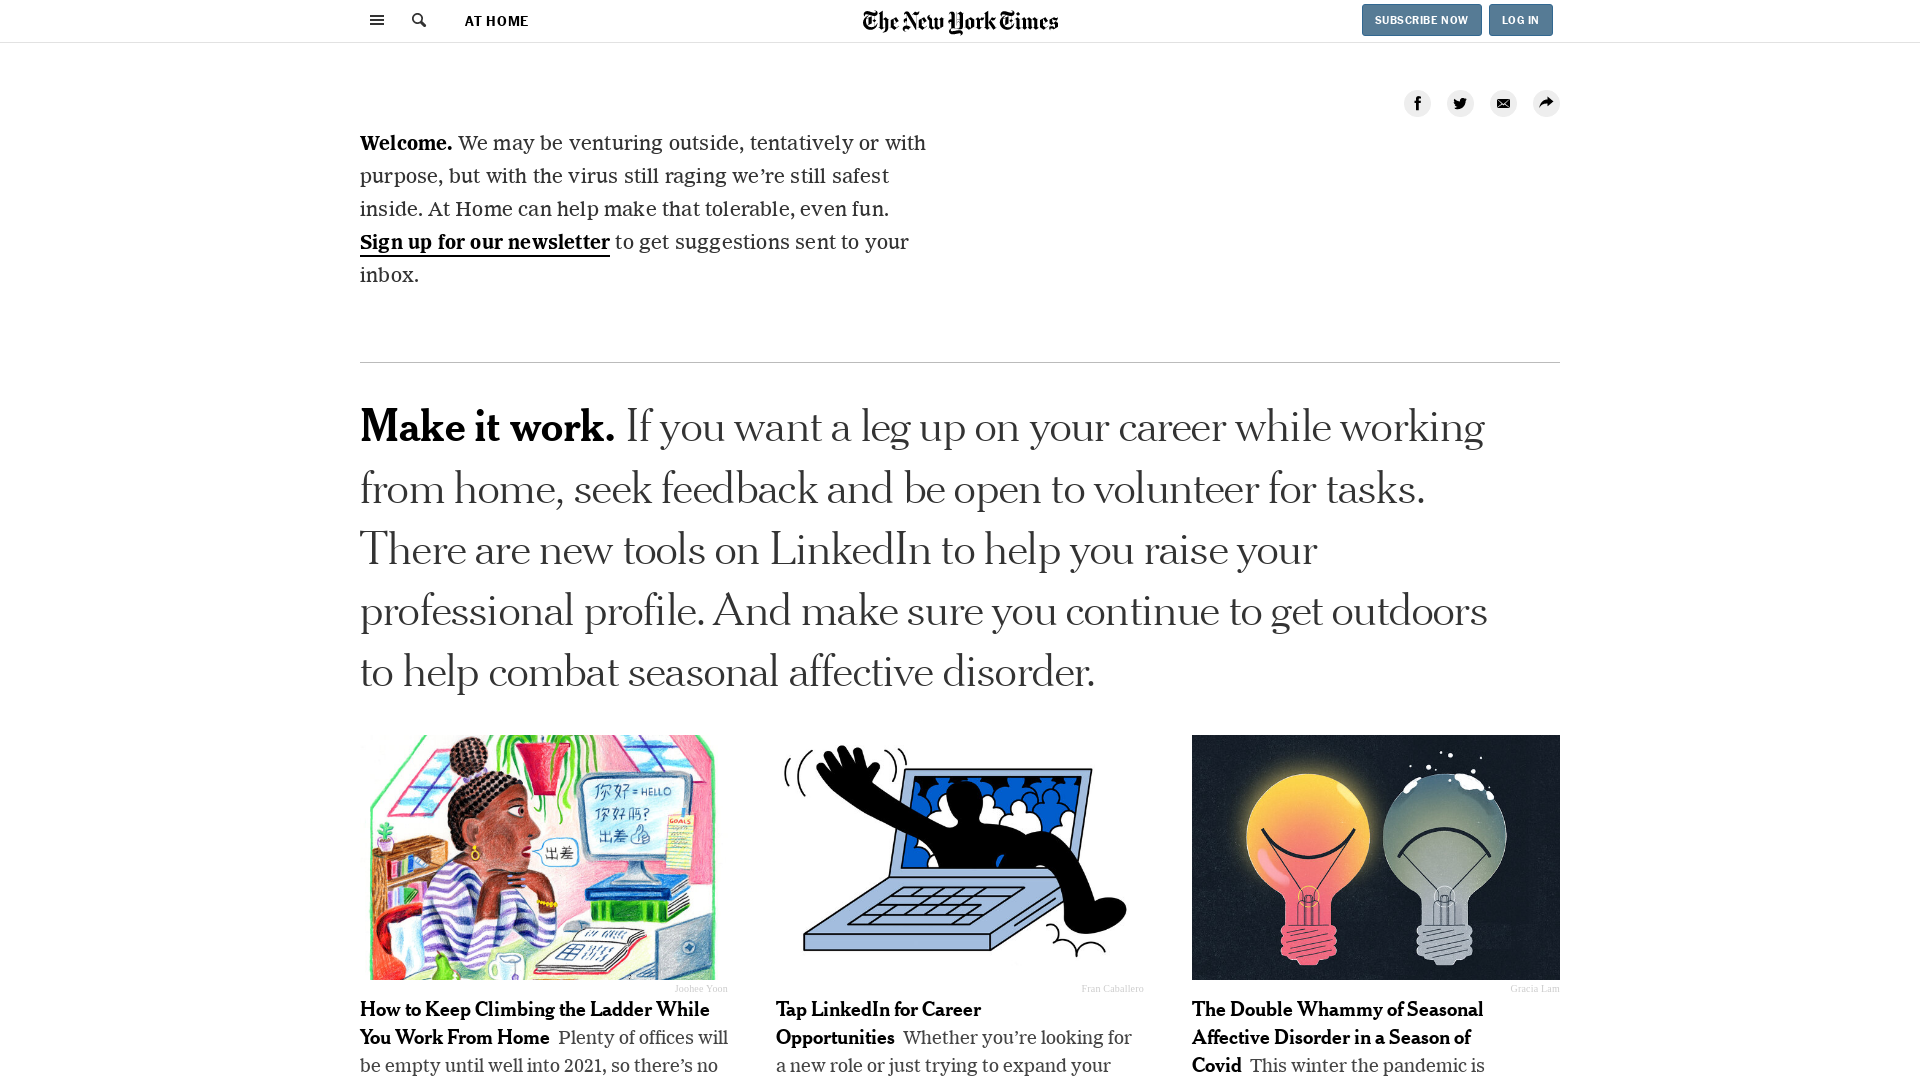 AT HOME
The New York Times
SUBSCRIBE NOW
LOG IN
Welcome. We may be venturing outside, tentatively or with
purpose, but with the virus still raging we’re still safest
inside. At Home can help make that tolerable, even fun.
Sign up for our newsletter to get suggestions sent to your
inbox.
Make it work. If you want a leg up on your career while working
from home, seek feedback and be open to volunteer for tasks.
There are new tools on LinkedIn to help you raise your
professional profile. And make sure you continue to get outdoors
to help combat seasonal affective disorder.
你好 = HELLO
你好吗?
出差
GOALS
出差
Joohee Yoon
How to Keep Climbing the Ladder While
You Work From Home Plenty of offices will
be empty until well into 2021, so there’s no
Fran Caballero
Tap LinkedIn for Career
Opportunities Whether you’re looking for
a new role or just trying to expand your
Gracia Lam
The Double Whammy of Seasonal
Affective Disorder in a Season of
Covid This winter the pandemic is